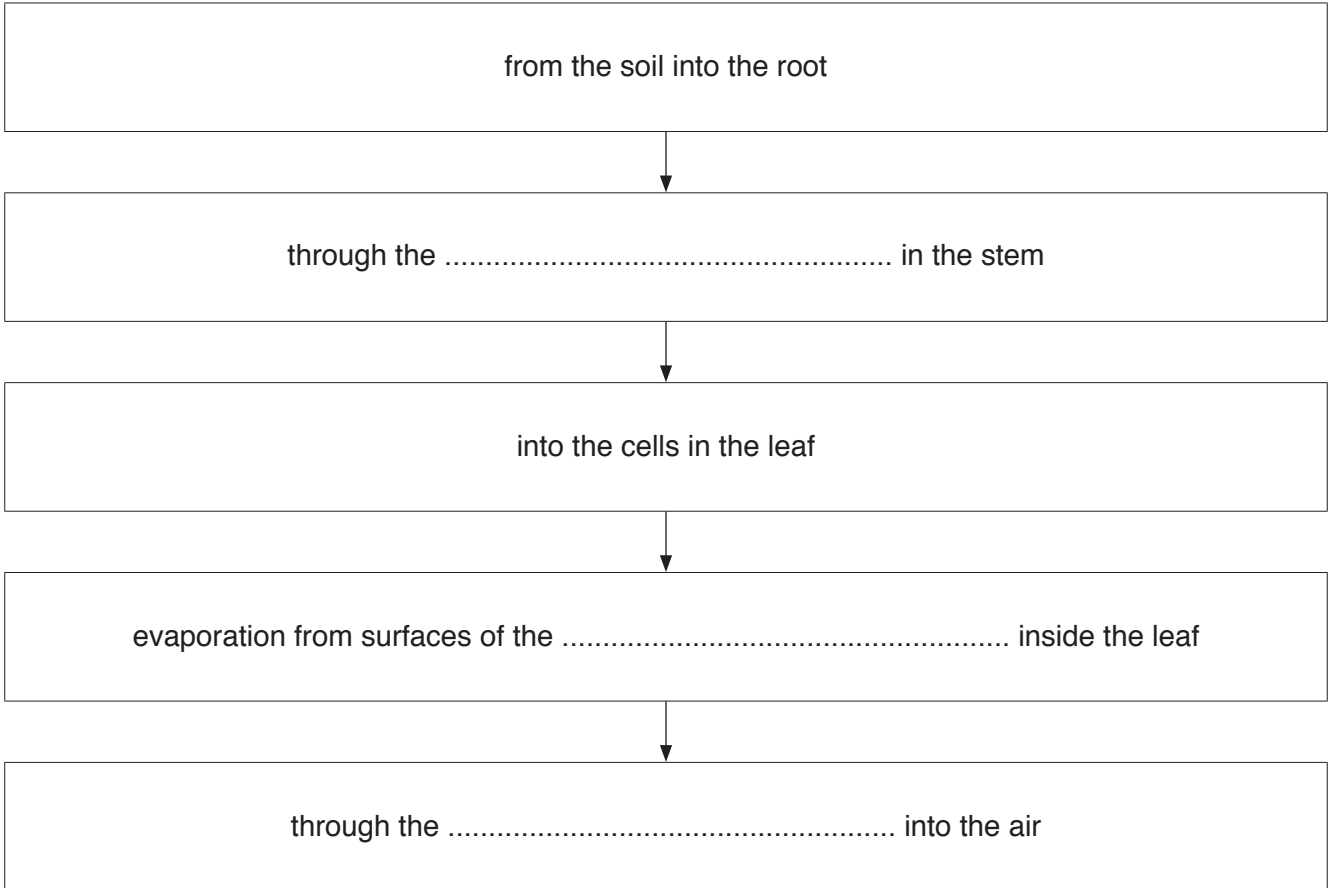 from the soil into the root
through the ........................................................ in the stem
into the cells in the leaf
evaporation from surfaces of the ........................................................ inside the leaf
through the ........................................................ into the air